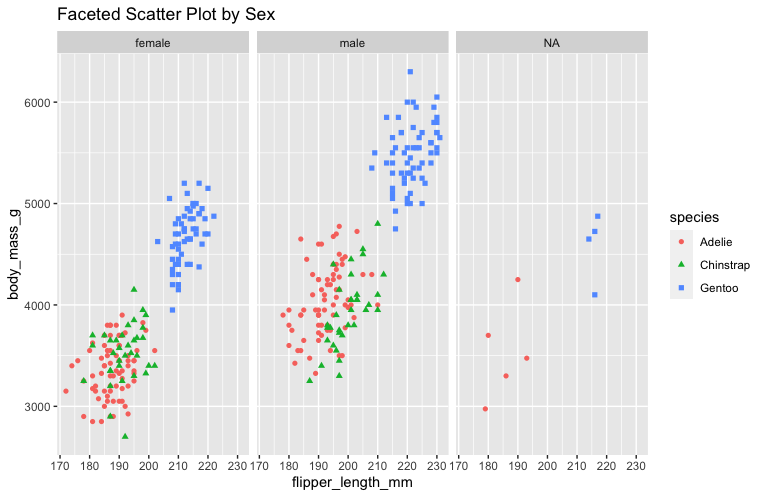 Faceted Scatter Plot by Sex
female male NA
6000
5000
4000
3000
body_mass_g
170 180 190 200 210 220 230 170 180 190 200 210 220 230 170 180 190 200 210 220 230
flipper_length_mm
species
Adelie
Chinstrap
Gentoo